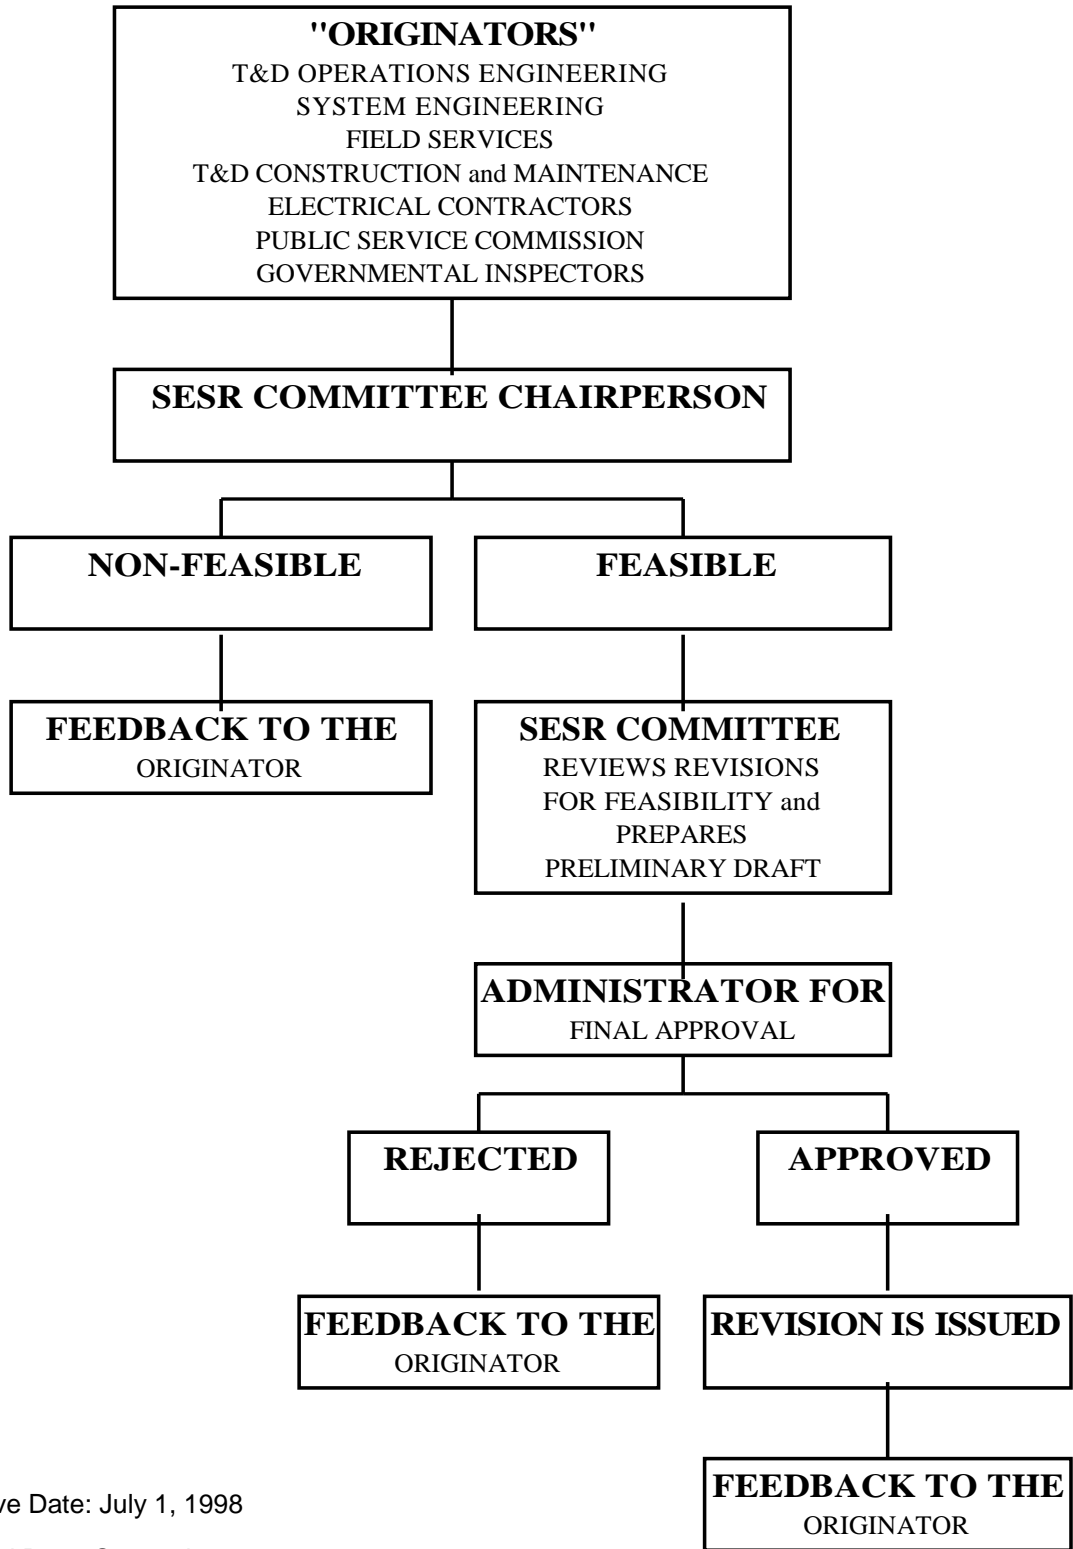 "ORIGINATORS"
T&D OPERATIONS ENGINEERING
SYSTEM ENGINEERING
FIELD SERVICES
T&D CONSTRUCTION and MAINTENANCE
ELECTRICAL CONTRACTORS
PUBLIC SERVICE COMMISSION
GOVERNMENTAL INSPECTORS
SESR COMMITTEE CHAIRPERSON
NON-FEASIBLE
FEASIBLE
FEEDBACK TO THE
ORIGINATOR
SESR COMMITTEE
REVIEWS REVISIONS
FOR FEASIBILITY and
PREPARES
PRELIMINARY DRAFT
ADMINISTRATOR FOR
FINAL APPROVAL
REJECTED
APPROVED
FEEDBACK TO THE
ORIGINATOR
REVISION IS ISSUED
FEEDBACK TO THE
ORIGINATOR
ve Date: July 1, 1998